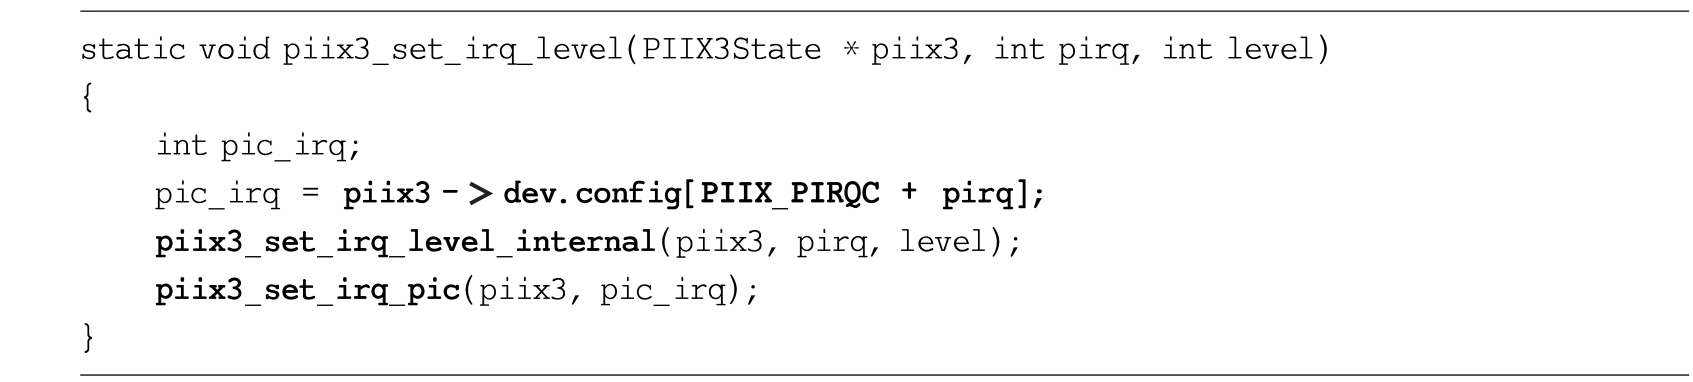 static void piix3_set_irq_level(PIIX3State * piix3, int pirq, int level)
{
int pic_irq;
pic_irq = piix3 -> dev.config[PIIX_PIRQC + pirq];
piix3_set_irq_level_internal(piix3, pirq, level);
piix3_set_irq_pic(piix3, pic_irq);
}